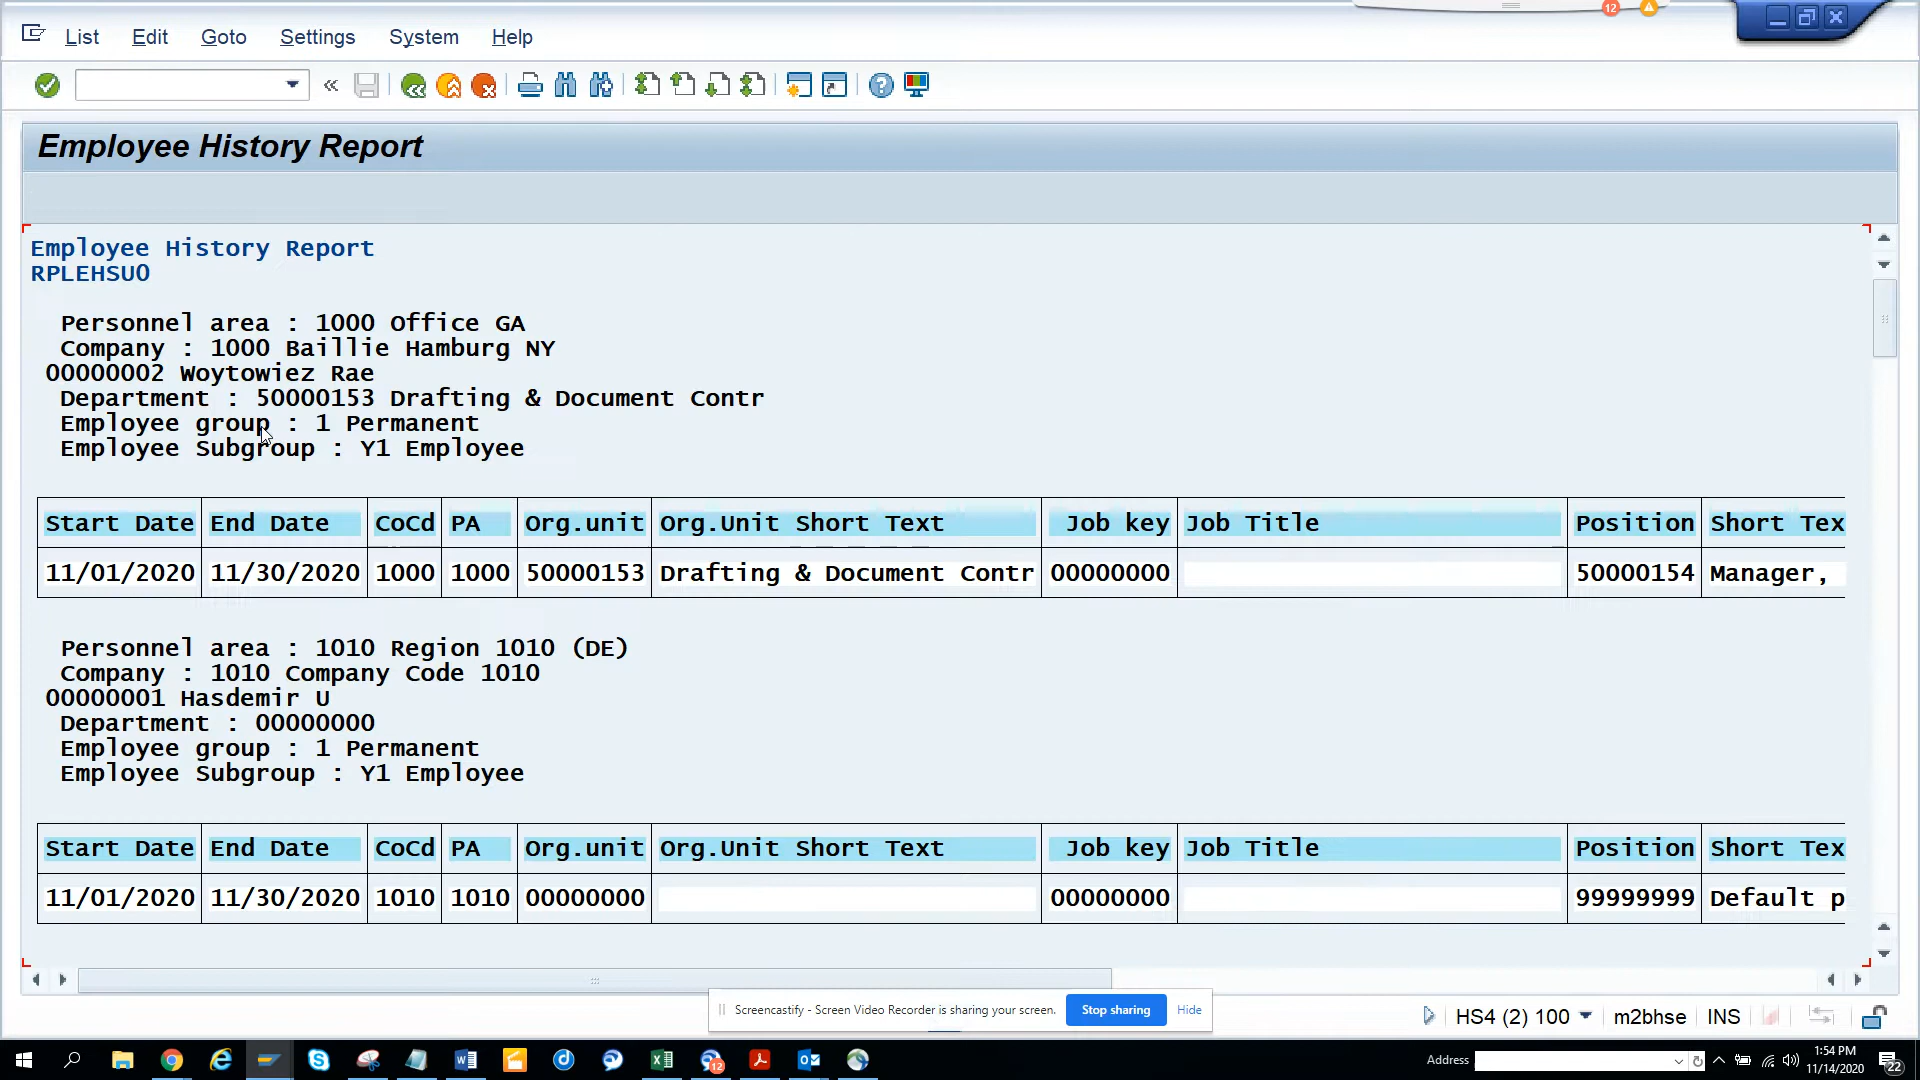 12
List Edit Goto Settings System Help
Employee History Report
Employee History Report
RPLEHSU0
Personnel area : 1000 Office GA
Company : 1000 Baillie Hamburg NY
00000002 Woytowiez Rae
Department : 50000153 Drafting & Document Contr
Employee group : 1 Permanent
Employee Subgroup : Y1 Employee
Start Date End Date CoCd PA Org.unit Org.Unit Short Text Job key Job Title Position Short Tex
11/01/2020 11/30/2020 1000 1000 50000153 Drafting & Document Contr 00000000 50000154 Manager,
Personnel area : 1010 Region 1010 (DE)
Company : 1010 Company Code 1010
00000001 Hasdemir U
Department : 00000000
Employee group : 1 Permanent
Employee Subgroup : Y1 Employee
Start Date End Date CoCd PA Org.unit Org.Unit Short Text Job key Job Title Position Short Tex
11/01/2020 11/30/2020 1010 1010 00000000 00000000 99999999 Default p
Screencastify - Screen Video Recorder is sharing your screen. Stop sharing Hide
HS4 (2) 100 m2bhse INS
12
Address
1:54 PM
11/14/2020
22